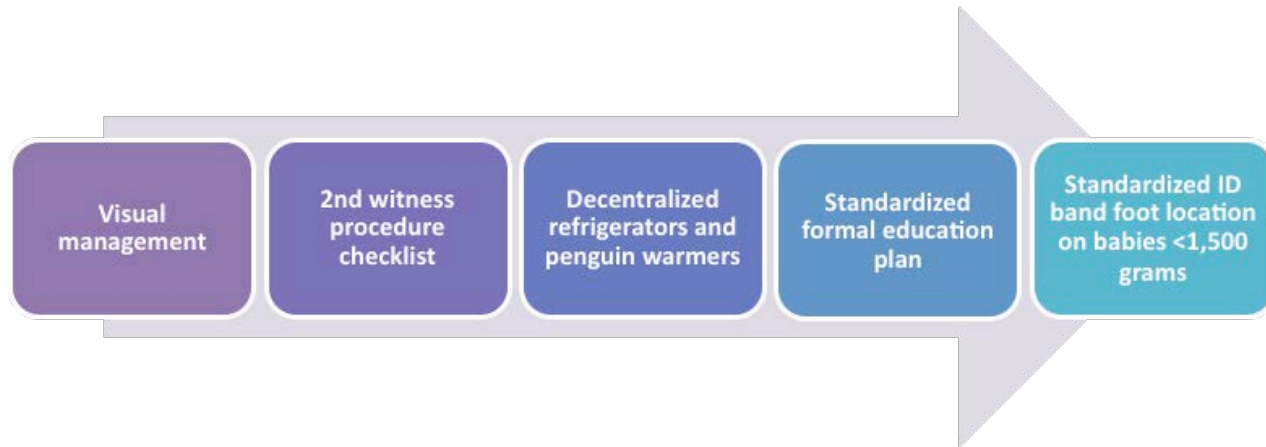 Visual
management
2nd witness
procedure
checklist
Decentralized
refrigerators and
penguin warmers
Standardized
formal education
plan
Standardized ID
band foot location
on babies <1,500
grams